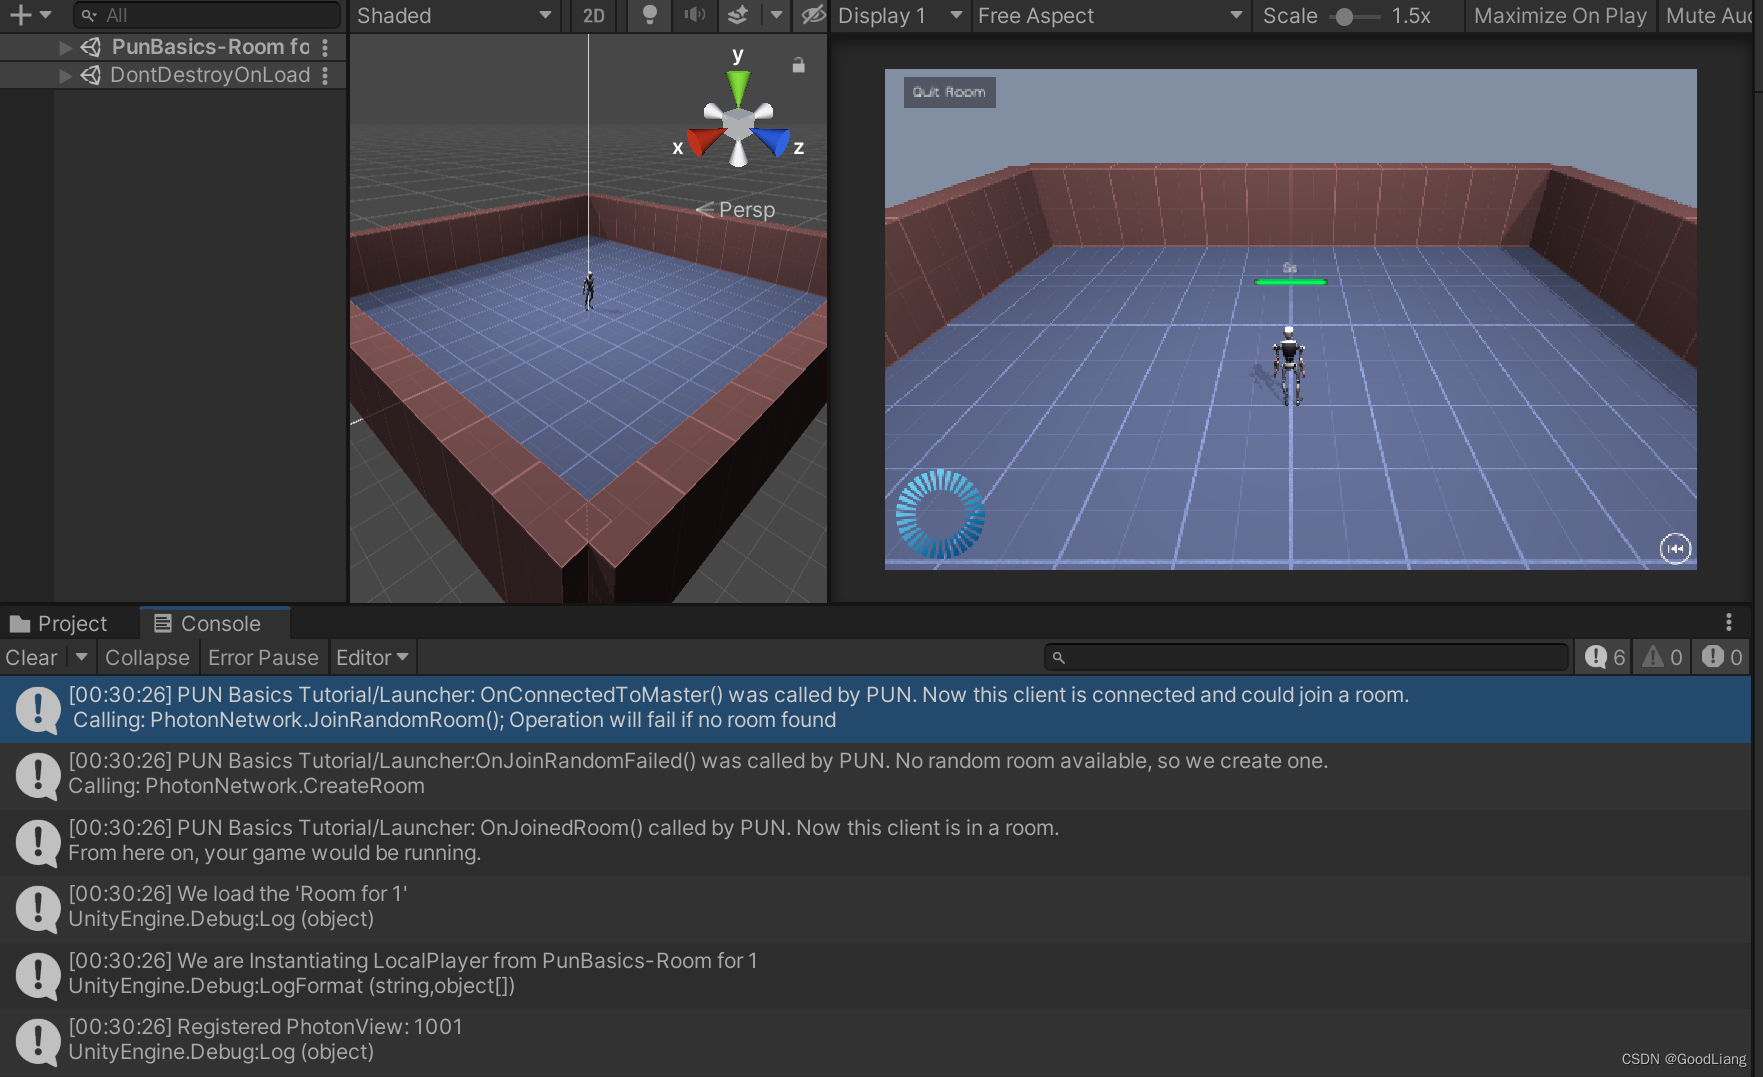 All
Shaded
2D
Display 1
Free Aspect
Scale
1.5x
Maximize On Play
Mute Au
PunBasics-Room fo
DontDestroyOnLoad
y
x
z
Persp
Quit Room
Project
Console
Clear
Collapse
Error Pause
Editor
6
0
0
[00:30:26] PUN Basics Tutorial/Launcher: OnConnectedToMaster() was called by PUN. Now this client is connected and could join a room.
Calling: PhotonNetwork.JoinRandomRoom(); Operation will fail if no room found
[00:30:26] PUN Basics Tutorial/Launcher:OnJoinRandomFailed() was called by PUN. No random room available, so we create one.
Calling: PhotonNetwork.CreateRoom
[00:30:26] PUN Basics Tutorial/Launcher: OnJoinedRoom() called by PUN. Now this client is in a room.
From here on, your game would be running.
[00:30:26] We load the 'Room for 1'
UnityEngine.Debug:Log (object)
[00:30:26] We are Instantiating LocalPlayer from PunBasics-Room for 1
UnityEngine.Debug:LogFormat (string,object[])
[00:30:26] Registered PhotonView: 1001
UnityEngine.Debug:Log (object)
CSDN @GoodLiang